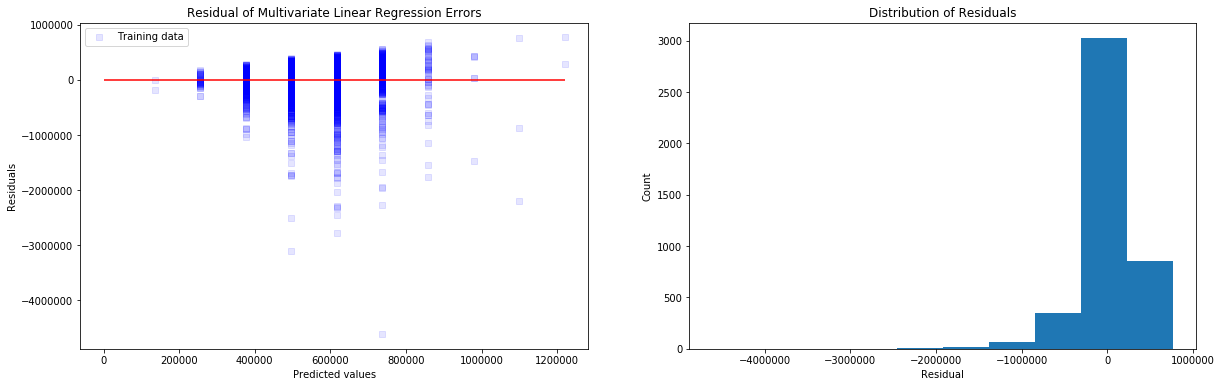 Residual of Multivariate Linear Regression Errors
Training data
1000000
0
−1000000
−2000000
−3000000
−4000000
Residuals
0 200000 400000 600000 800000 1000000 1200000
Predicted values
Distribution of Residuals
3000
2500
2000
1500
1000
500
0
Count
−4000000 −3000000 −2000000 −1000000 0 1000000
Residual